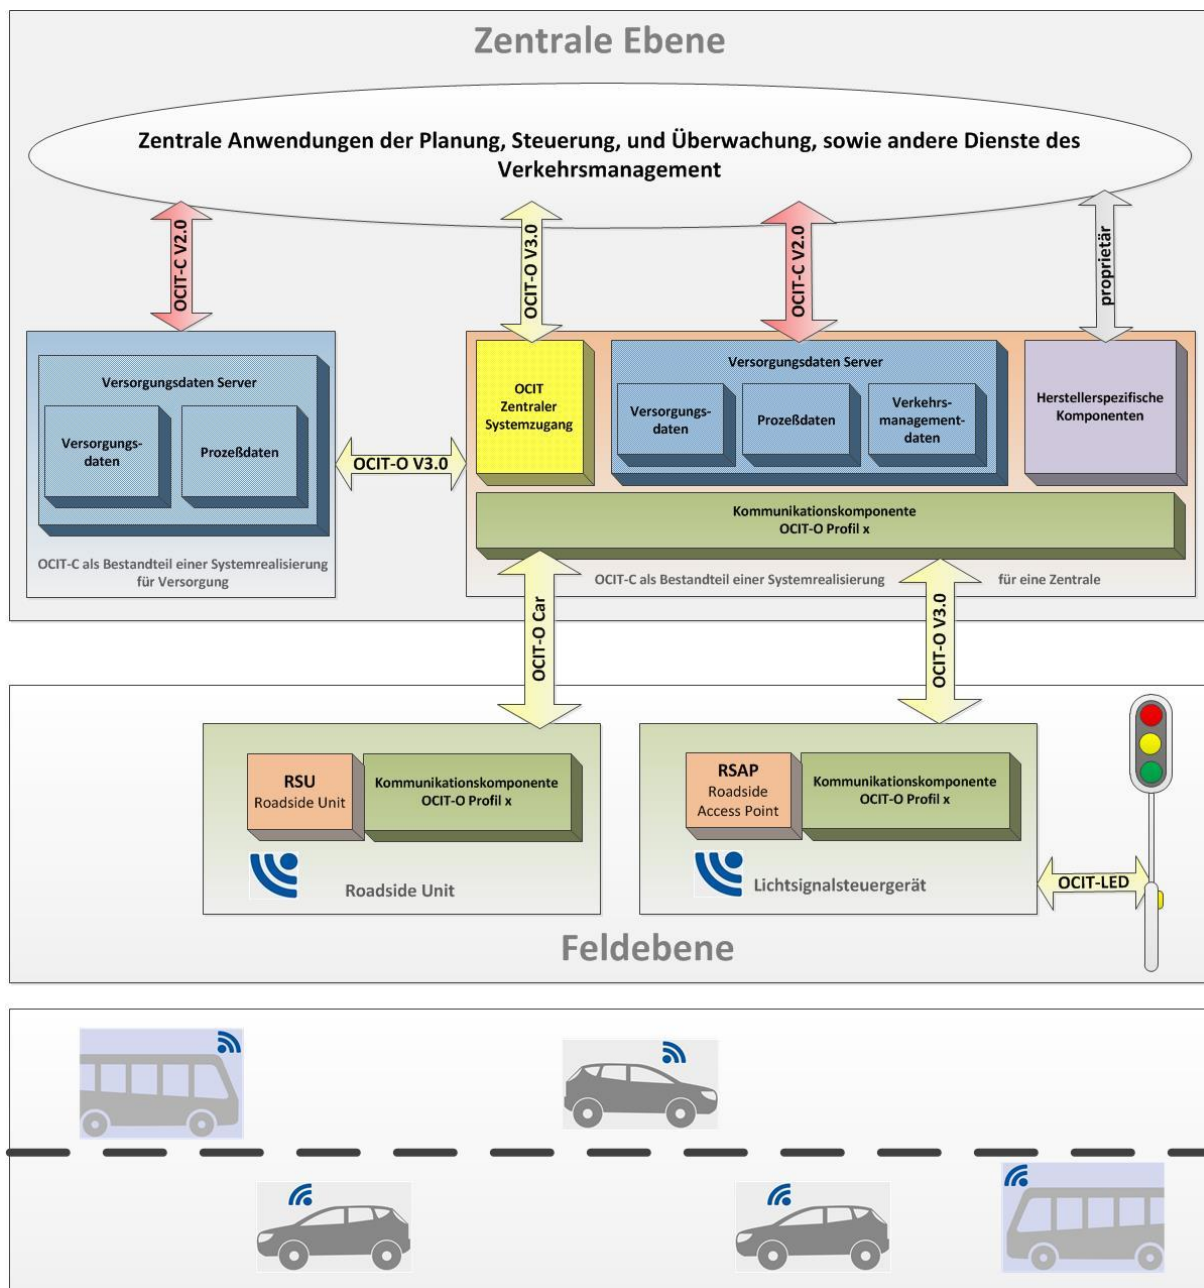 Zentrale Ebene
Zentrale Anwendungen der Planung, Steuerung, und Überwachung, sowie andere Dienste des
Verkehrsmanagement
OCIT-C V2.0
OCIT-O V3.0
OCIT-C V2.0
proprietär
Versorgungsdaten Server
Versorgungs-
daten
Prozeßdaten
OCIT-C als Bestandteil einer Systemrealisierung
für Versorgung
OCIT-O V3.0
OCIT
Zentraler
Systemzugang
Versorgungsdaten Server
Versorgungs-
daten
Prozeßdaten
Verkehrs-
management-
daten
Herstellerspezifische
Komponenten
Kommunikationskomponente
OCIT-O Profil x
OCIT-C als Bestandteil einer Systemrealisierung
für eine Zentrale
OCIT-O Car
OCIT-O V3.0
RSU
Roadside Unit
Kommunikationskomponente
OCIT-O Profil x
Roadside Unit
RSAP
Roadside
Access Point
Kommunikationskomponente
OCIT-O Profil x
Lichtsignalsteuergerät
OCIT-LED
Feldebene